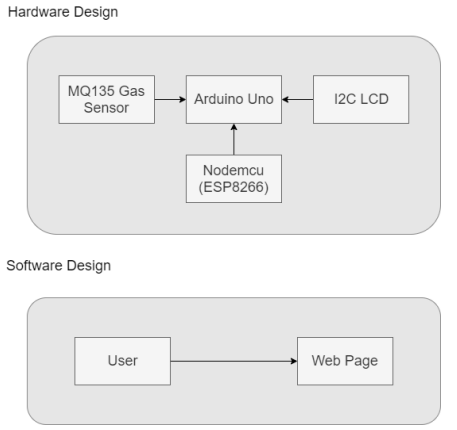 Hardware Design
MQ135 Gas
Sensor
Arduino Uno
I2C LCD
Nodemcu
(ESP8266)
Software Design
User
Web Page